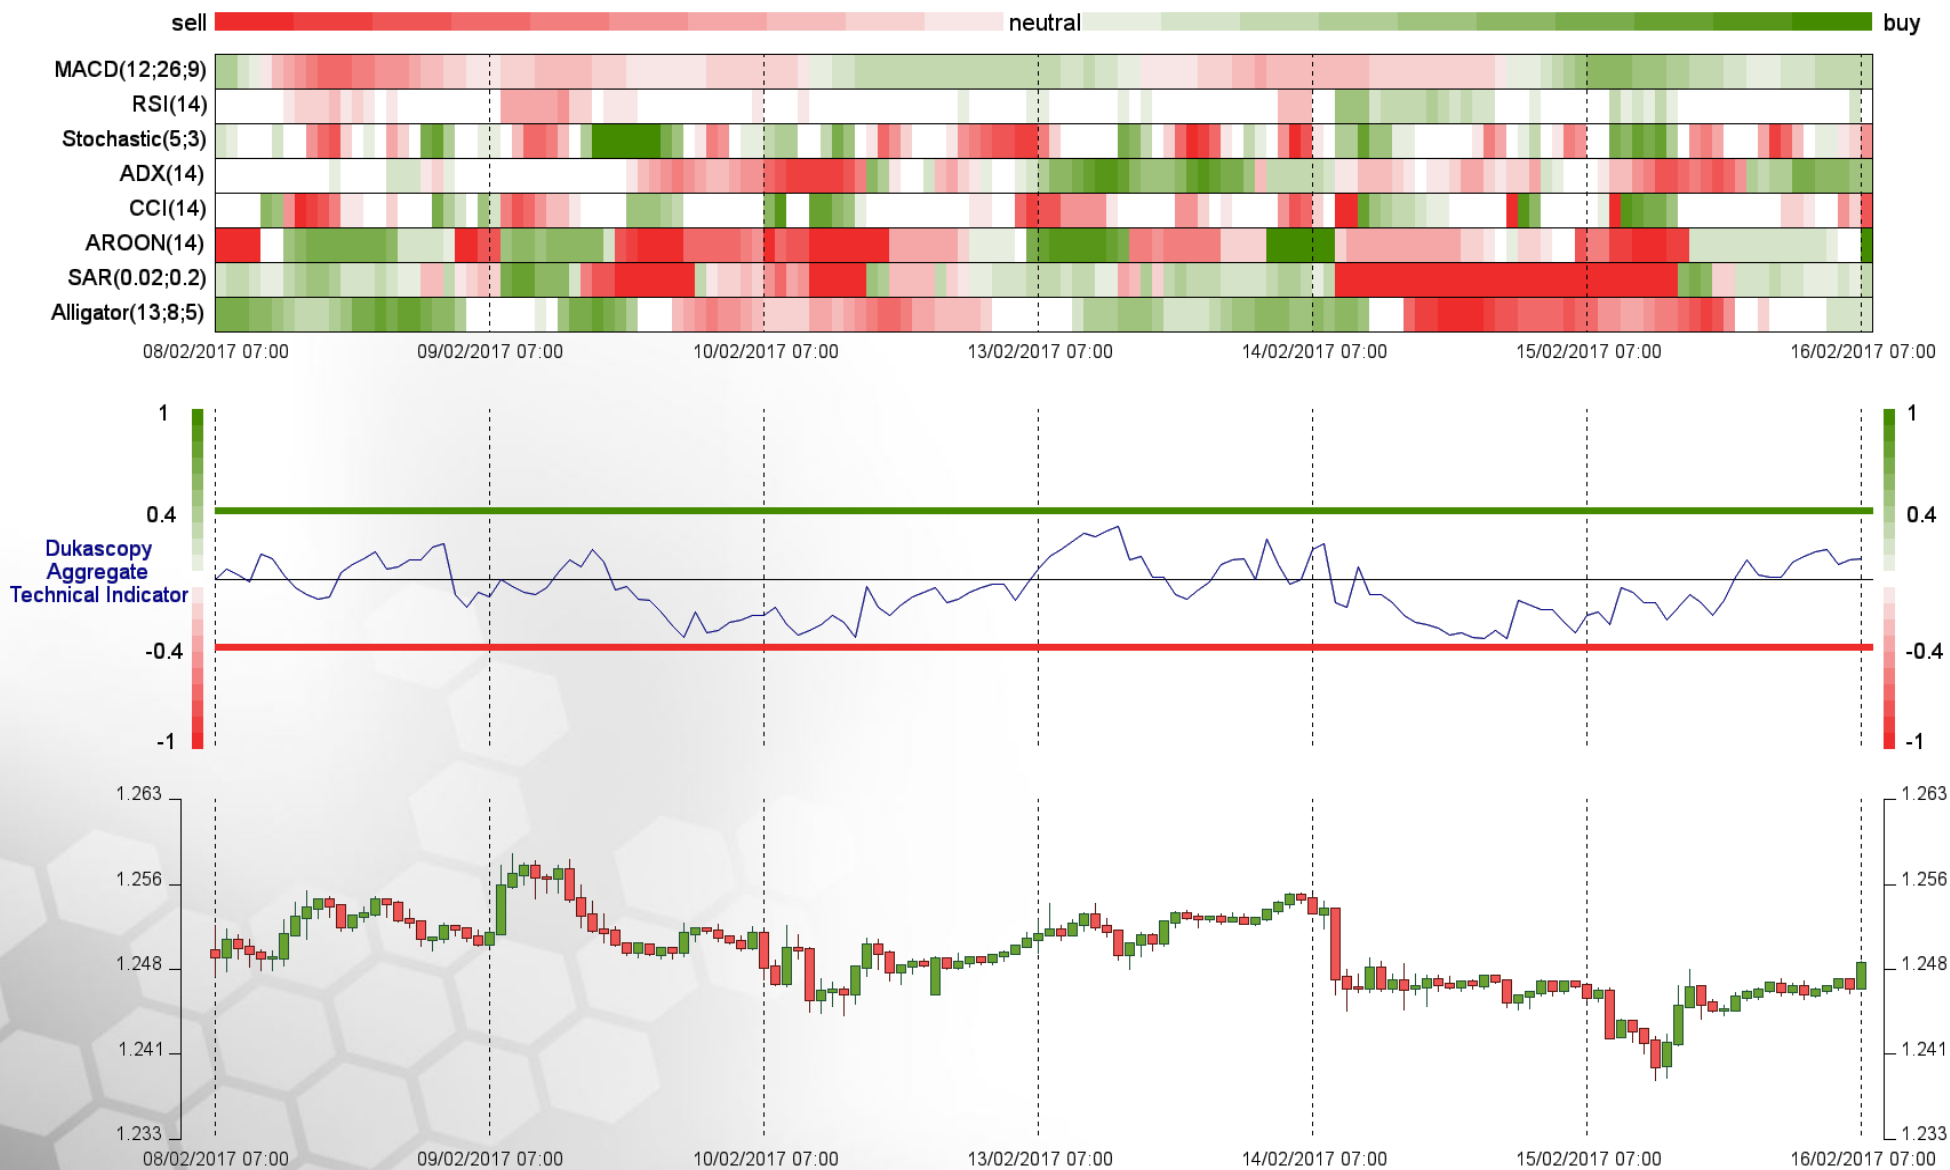 sell neutral buy
MACD(12;26;9)
RSI(14)
Stochastic(5;3)
ADX(14)
CCI(14)
AROON(14)
SAR(0.02;0.2)
Alligator(13;8;5)
08/02/2017 07:00 09/02/2017 07:00 10/02/2017 07:00 13/02/2017 07:00 14/02/2017 07:00 15/02/2017 07:00 16/02/2017 07:00
1 1
0.4 0.4
Dukascopy
Aggregate
Technical Indicator
-0.4 -0.4
-1 -1
1.263 1.263
1.256 1.256
1.248 1.248
1.241 1.241
1.233 1.233
08/02/2017 07:00 09/02/2017 07:00 10/02/2017 07:00 13/02/2017 07:00 14/02/2017 07:00 15/02/2017 07:00 16/02/2017 07:00